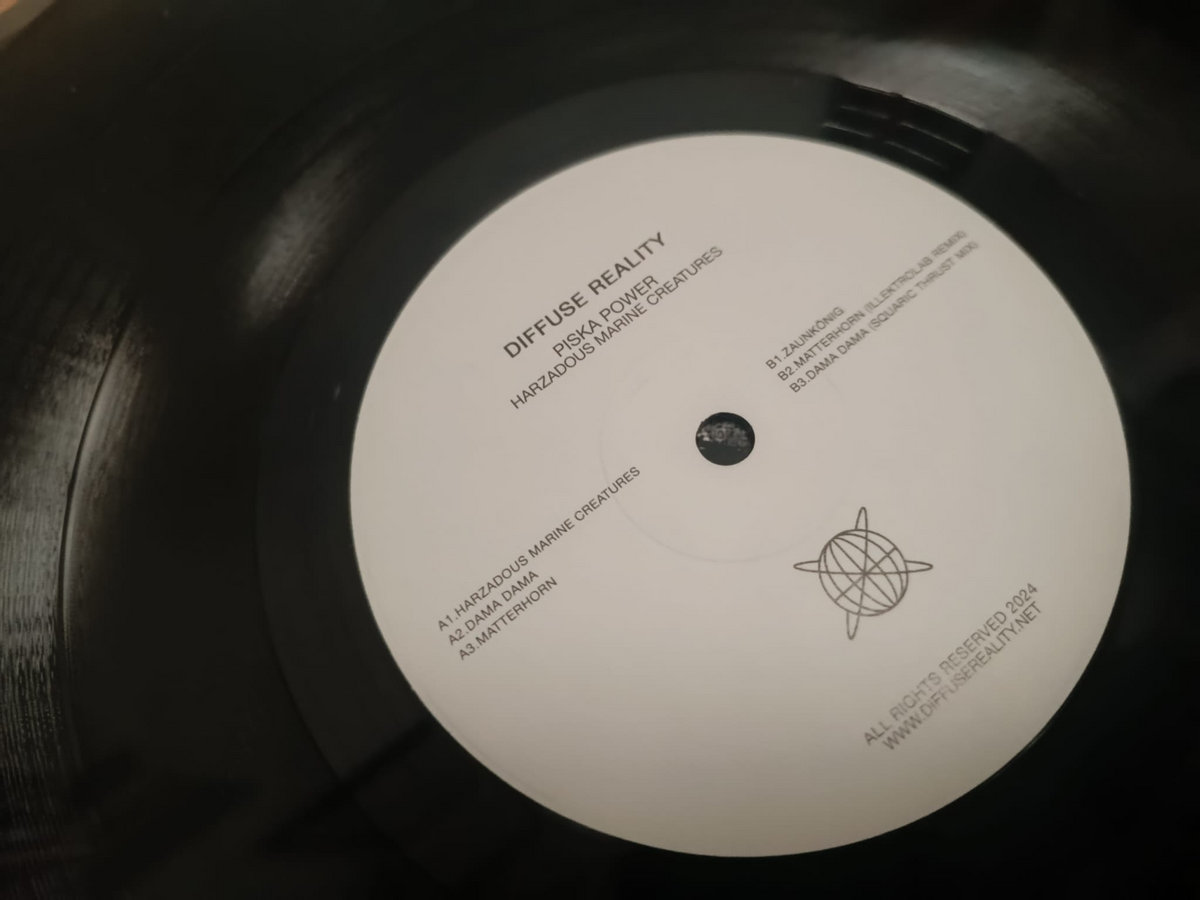 DIFFUSE REALITY
PISKA POWER
HARZADOUS MARINE CREATURES
B1.ZAUNKÖNIG
B2.MATTERHORN (ILLEKTROLAB REMIX)
B3.DAMA DAMA (SQUARIC THRUST MIX)
A1.HARZADOUS MARINE CREATURES
A2.DAMA DAMA
A3.MATTERHORN
ALL RIGHTS RESERVED 2024
WWW.DIFFUSEREALITY.NET